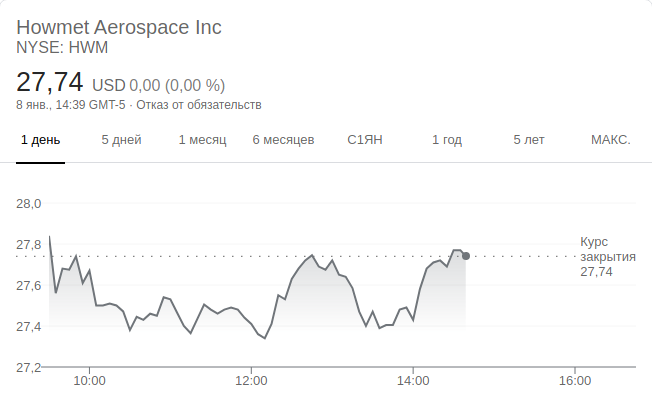 Howmet Aerospace Inc
NYSE: HWM
27,74 USD 0,00 (0,00 %)
8 янв., 14:39 GMT-5 · Отказ от обязательств
1 день 5 дней 1 месяц 6 месяцев С1ЯН 1 год 5 лет МАКС.
28,0
27,8
27,6
27,4
27,2
Курс
закрытия
27,74
10:00 12:00 14:00 16:00